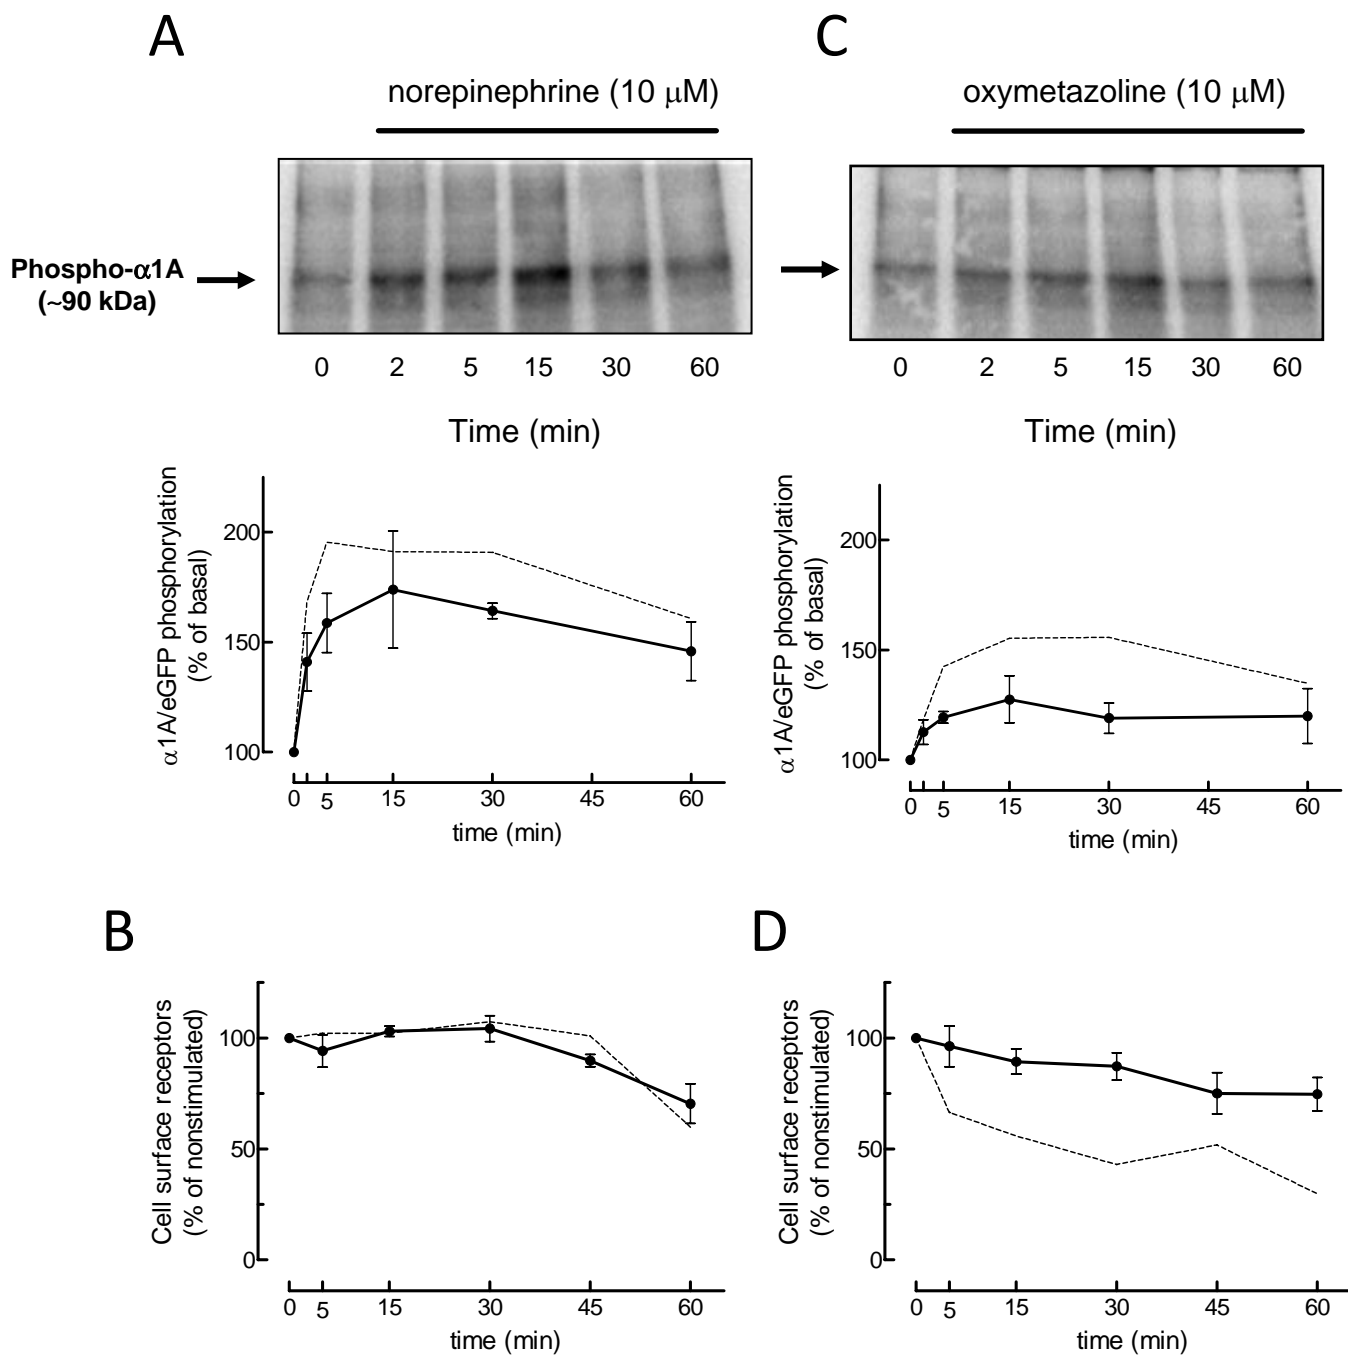 A
norepinephrine (10 μM)
Phospho-α1A
(~90 kDa)
0 2 5 15 30 60
Time (min)
α1A/eGFP phosphorylation
(% of basal)
200
150
100
0 5 15 30 45 60
time (min)
C
oxymetazoline (10 μM)
0 2 5 15 30 60
Time (min)
α1A/eGFP phosphorylation
(% of basal)
200
150
100
0 5 15 30 45 60
time (min)
B
Cell surface receptors
(% of nonstimulated)
100
50
0
0 5 15 30 45 60
time (min)
D
Cell surface receptors
(% of nonstimulated)
100
50
0
0 5 15 30 45 60
time (min)